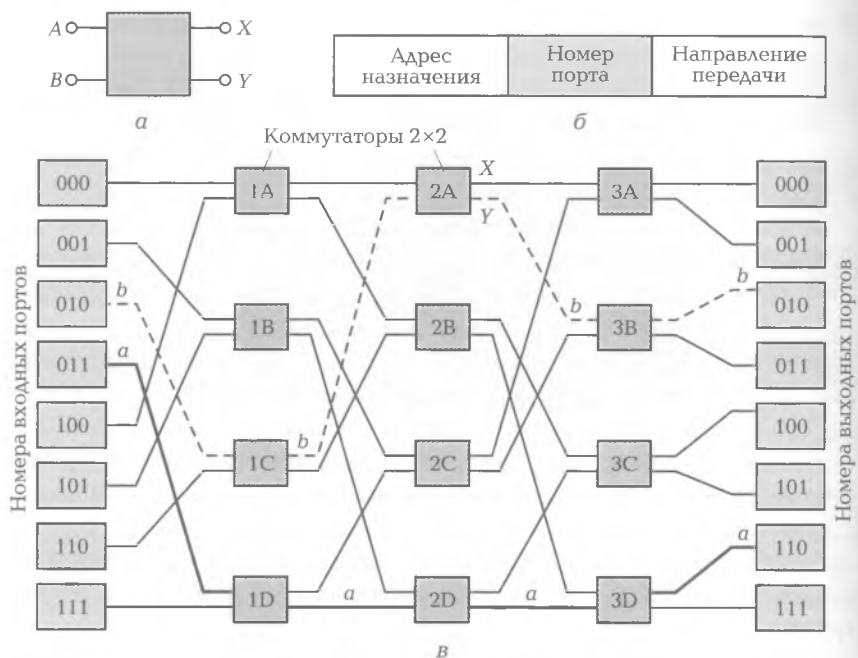 A X
B Y
а
Адрес назначения
Номер порта
Направление передачи
б
Коммутаторы 2×2
Номера входных портов
Номера выходных портов
000 1A 2A X 3A 000
Y
001 001
010 b b b 010
1B 2B 3B
011 a 011
100 100
b
101 1C 2C 3C 101
110 a 110
111 1D a 2D a 3D 111
в